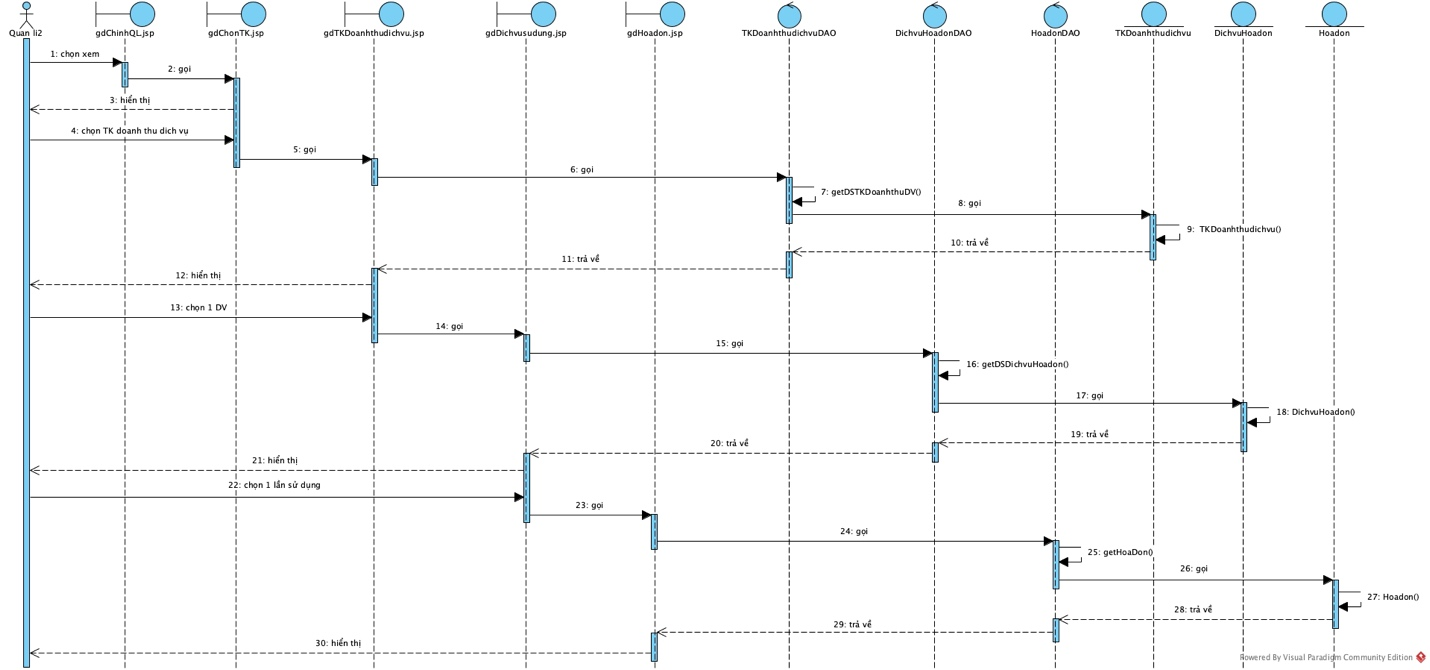 Quan li2
gdChinhQL.jsp
gdChonTK.jsp
gdTKDoanhthudichvu.jsp
gdDichvusudung.jsp
gdHoadon.jsp
TKDoanhthudichvuDAO
DichvuHoadonDAO
HoadonDAO
TKDoanhthudichvu
DichvuHoadon
Hoadon
1: chọn xem
2: gọi
3: hiển thị
4: chọn TK doanh thu dich vụ
5: gọi
6: gọi
7: getDSTKDoanhthuDV()
8: gọi
9: TKDoanhthudichvu()
10: trả về
11: trả về
12: hiển thị
13: chọn 1 DV
14: gọi
15: gọi
16: getDSDichvuHoadon()
17: gọi
18: DichvuHoadon()
19: trả về
20: trả về
21: hiển thị
22: chọn 1 lần sử dụng
23: gọi
24: gọi
25: getHoaDon()
26: gọi
27: Hoadon()
28: trả về
29: trả về
30: hiển thị
Powered By Visual Paradigm Community Edition